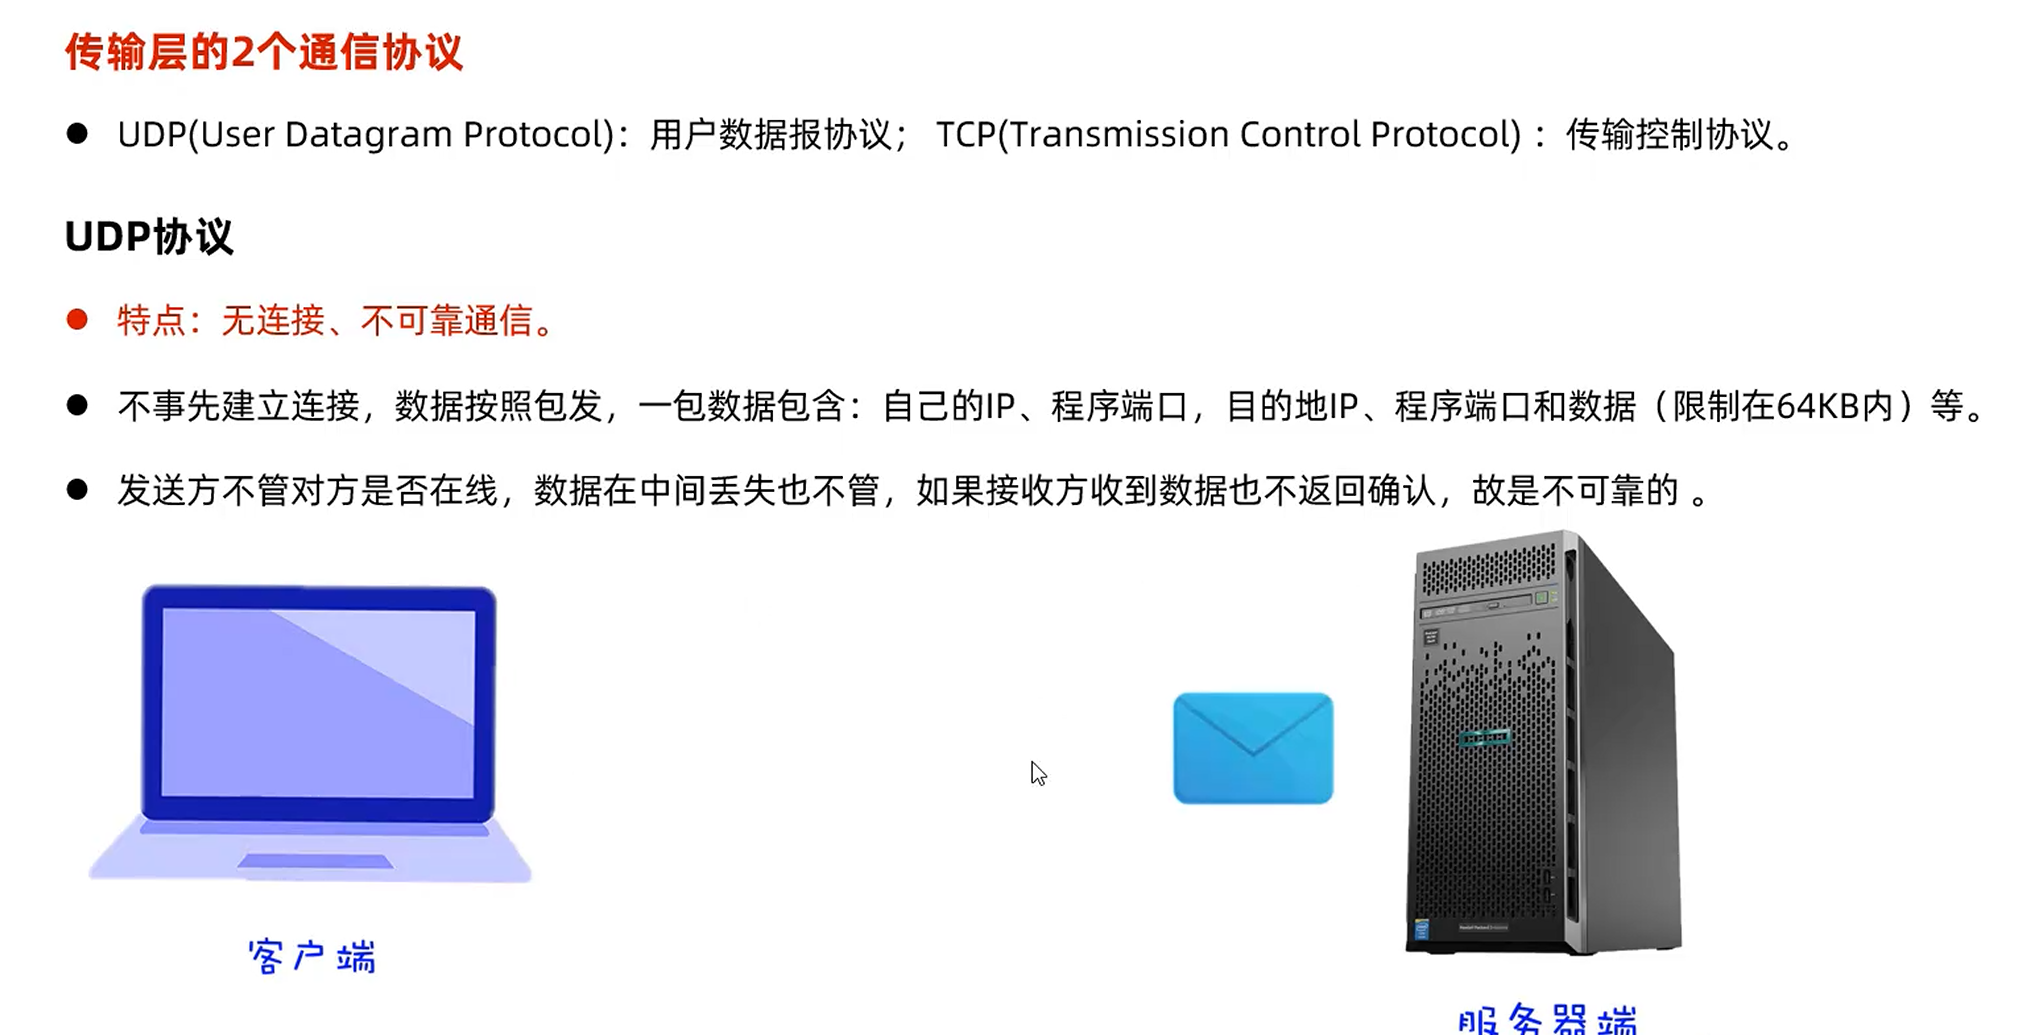 传输层的2个通信协议
● UDP(User Datagram Protocol)：用户数据报协议； TCP(Transmission Control Protocol) ：传输控制协议。
UDP协议
● 特点：无连接、不可靠通信。
● 不事先建立连接，数据按照包发，一包数据包含：自己的IP、程序端口，目的地IP、程序端口和数据（限制在64KB内）等。
● 发送方不管对方是否在线，数据在中间丢失也不管，如果接收方收到数据也不返回确认，故是不可靠的 。
客户端
服务器端